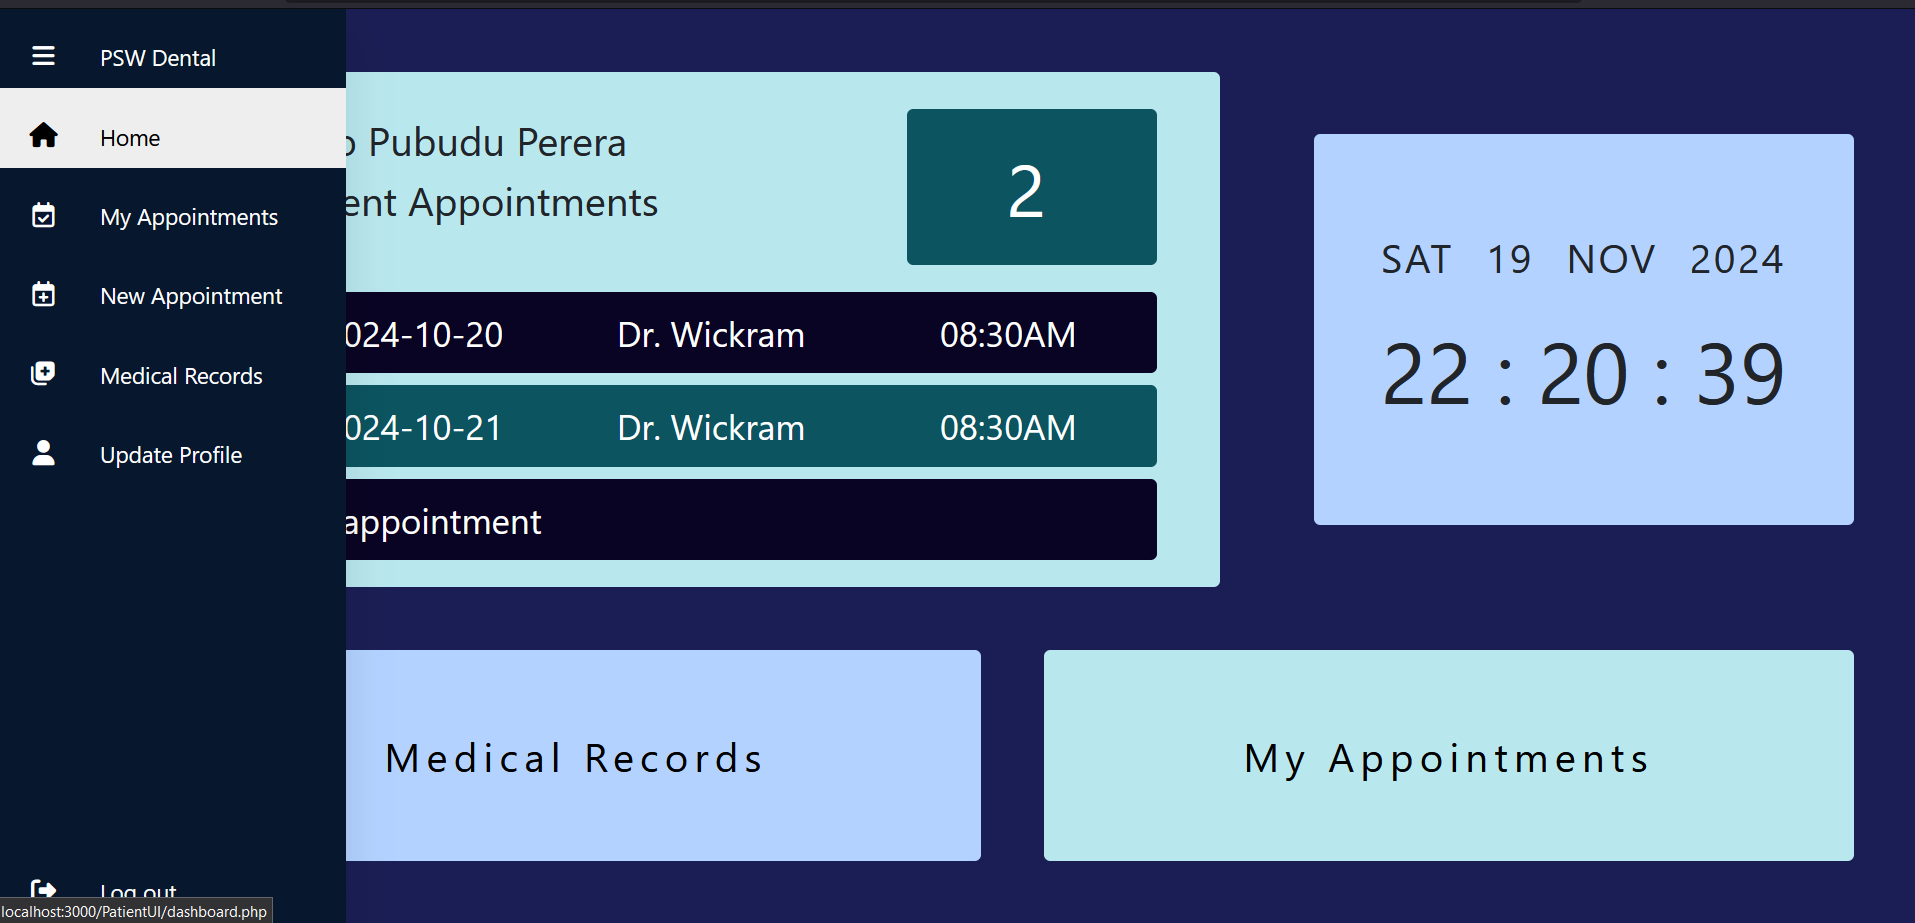 PSW Dental
Home
My Appointments
New Appointment
Medical Records
Update Profile
Log out
localhost:3000/PatientUI/dashboard.php
Pubudu Perera
Appointments
2
024-10-20 Dr. Wickram 08:30AM
024-10-21 Dr. Wickram 08:30AM
appointment
SAT 19 NOV 2024
22 : 20 : 39
Medical Records
My Appointments